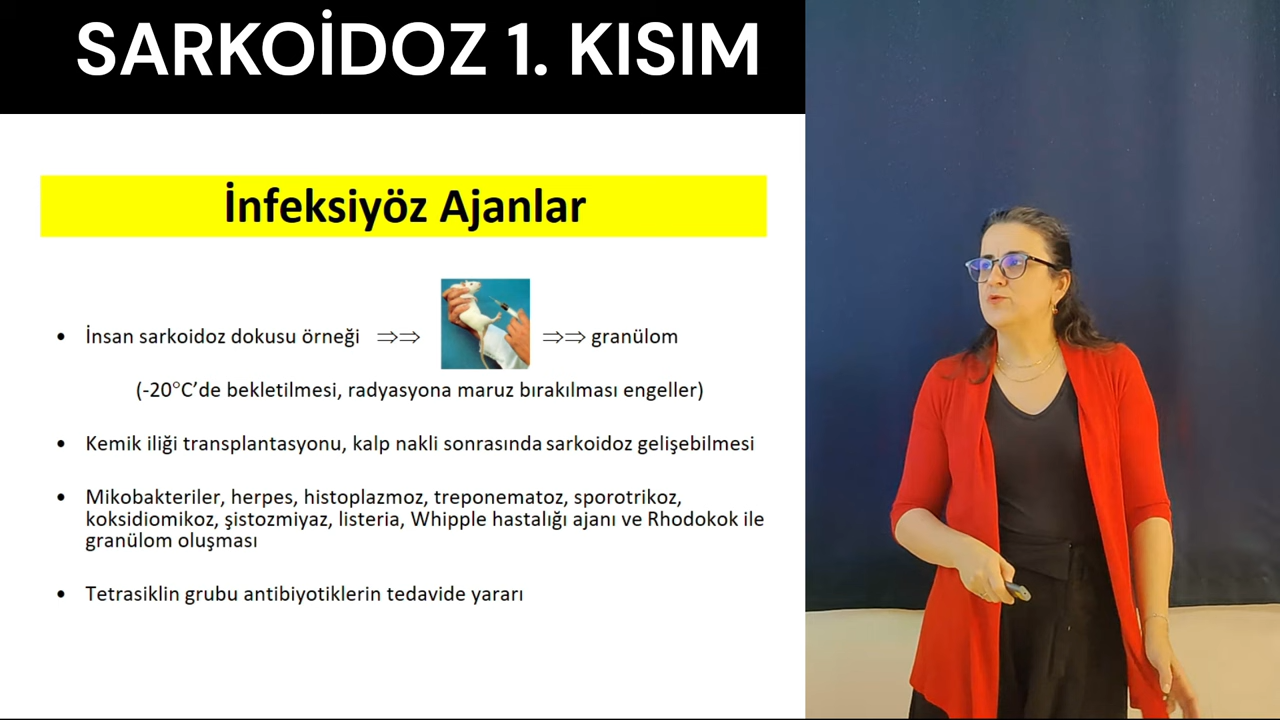 SARKOİDOZ 1. KISIM
İnfeksiyöz Ajanlar
• İnsan sarkoidoz dokusu örneği ⇒⇒ ⇒⇒ granülom
(-20°C’de bekletilmesi, radyasyona maruz bırakılması engeller)
• Kemik iliği transplantasyonu, kalp nakli sonrasında sarkoidoz gelişebilmesi
• Mikobakteriler, herpes, histoplazmoz, treponematoz, sporotrikoz,
koksidiomikoz, şistozmiyaz, listeria, Whipple hastalığı ajanı ve Rhodokok ile
granülom oluşması
• Tetrasiklin grubu antibiyotiklerin tedavide yararı